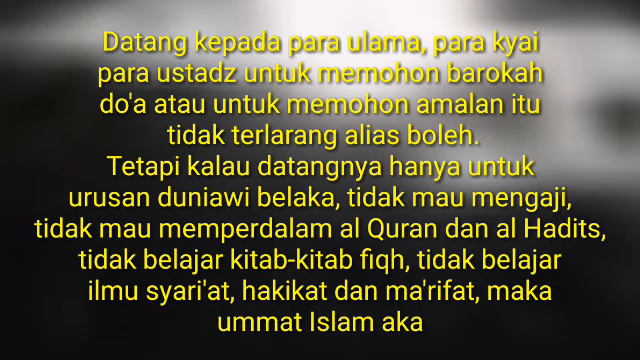 Datang kepada para ulama, para kyai
para ustadz untuk memohon barokah
do'a atau untuk memohon amalan itu
tidak terlarang alias boleh.
Tetapi kalau datangnya hanya untuk
urusan duniawi belaka, tidak mau mengaji,
tidak mau memperdalam al Quran dan al Hadits,
tidak belajar kitab-kitab fiqh, tidak belajar
ilmu syari'at, hakikat dan ma'rifat, maka
ummat Islam aka